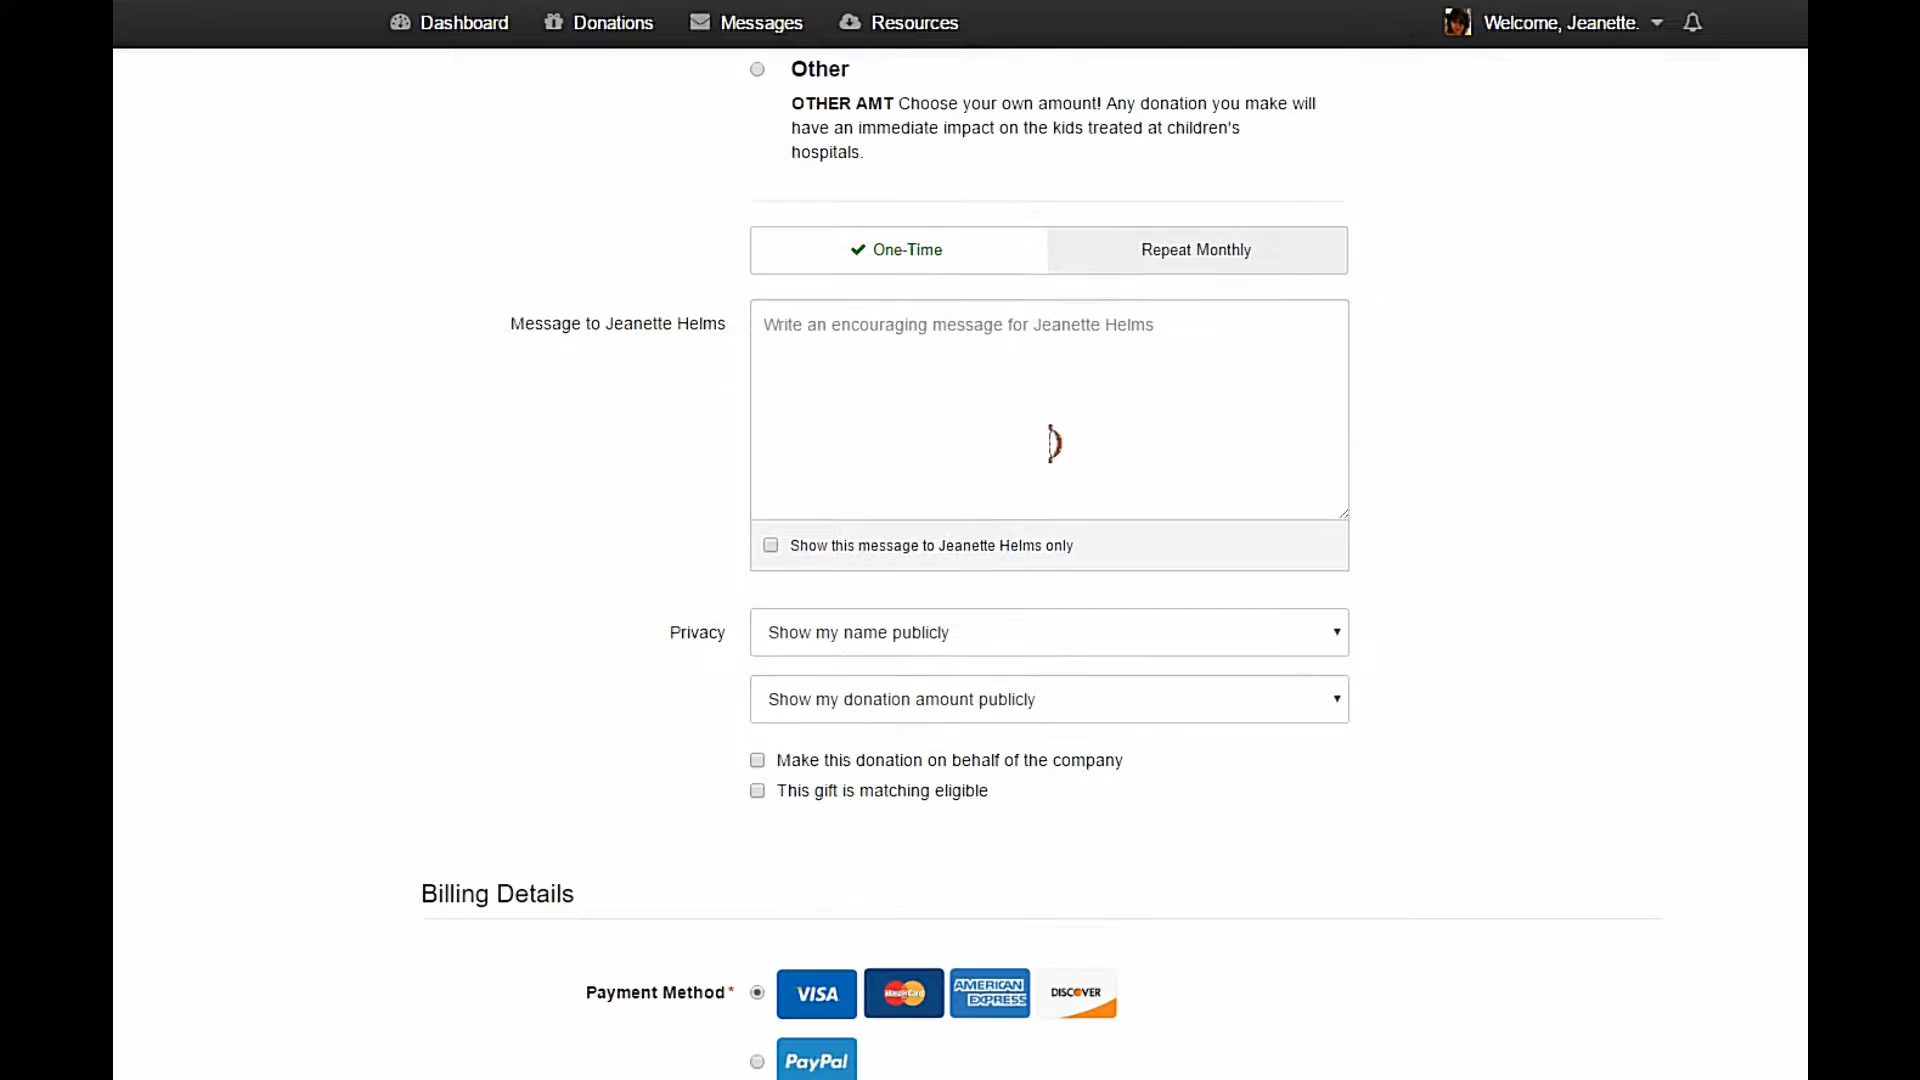 Dashboard Donations Messages Resources Welcome, Jeanette.
Other
OTHER AMT Choose your own amount! Any donation you make will
have an immediate impact on the kids treated at children's
hospitals.
One-Time Repeat Monthly
Message to Jeanette Helms Write an encouraging message for Jeanette Helms
Show this message to Jeanette Helms only
Privacy Show my name publicly
Show my donation amount publicly
Make this donation on behalf of the company
This gift is matching eligible
Billing Details
Payment Method* VISA MasterCard AMERICAN EXPRESS DISCOVER
PayPal